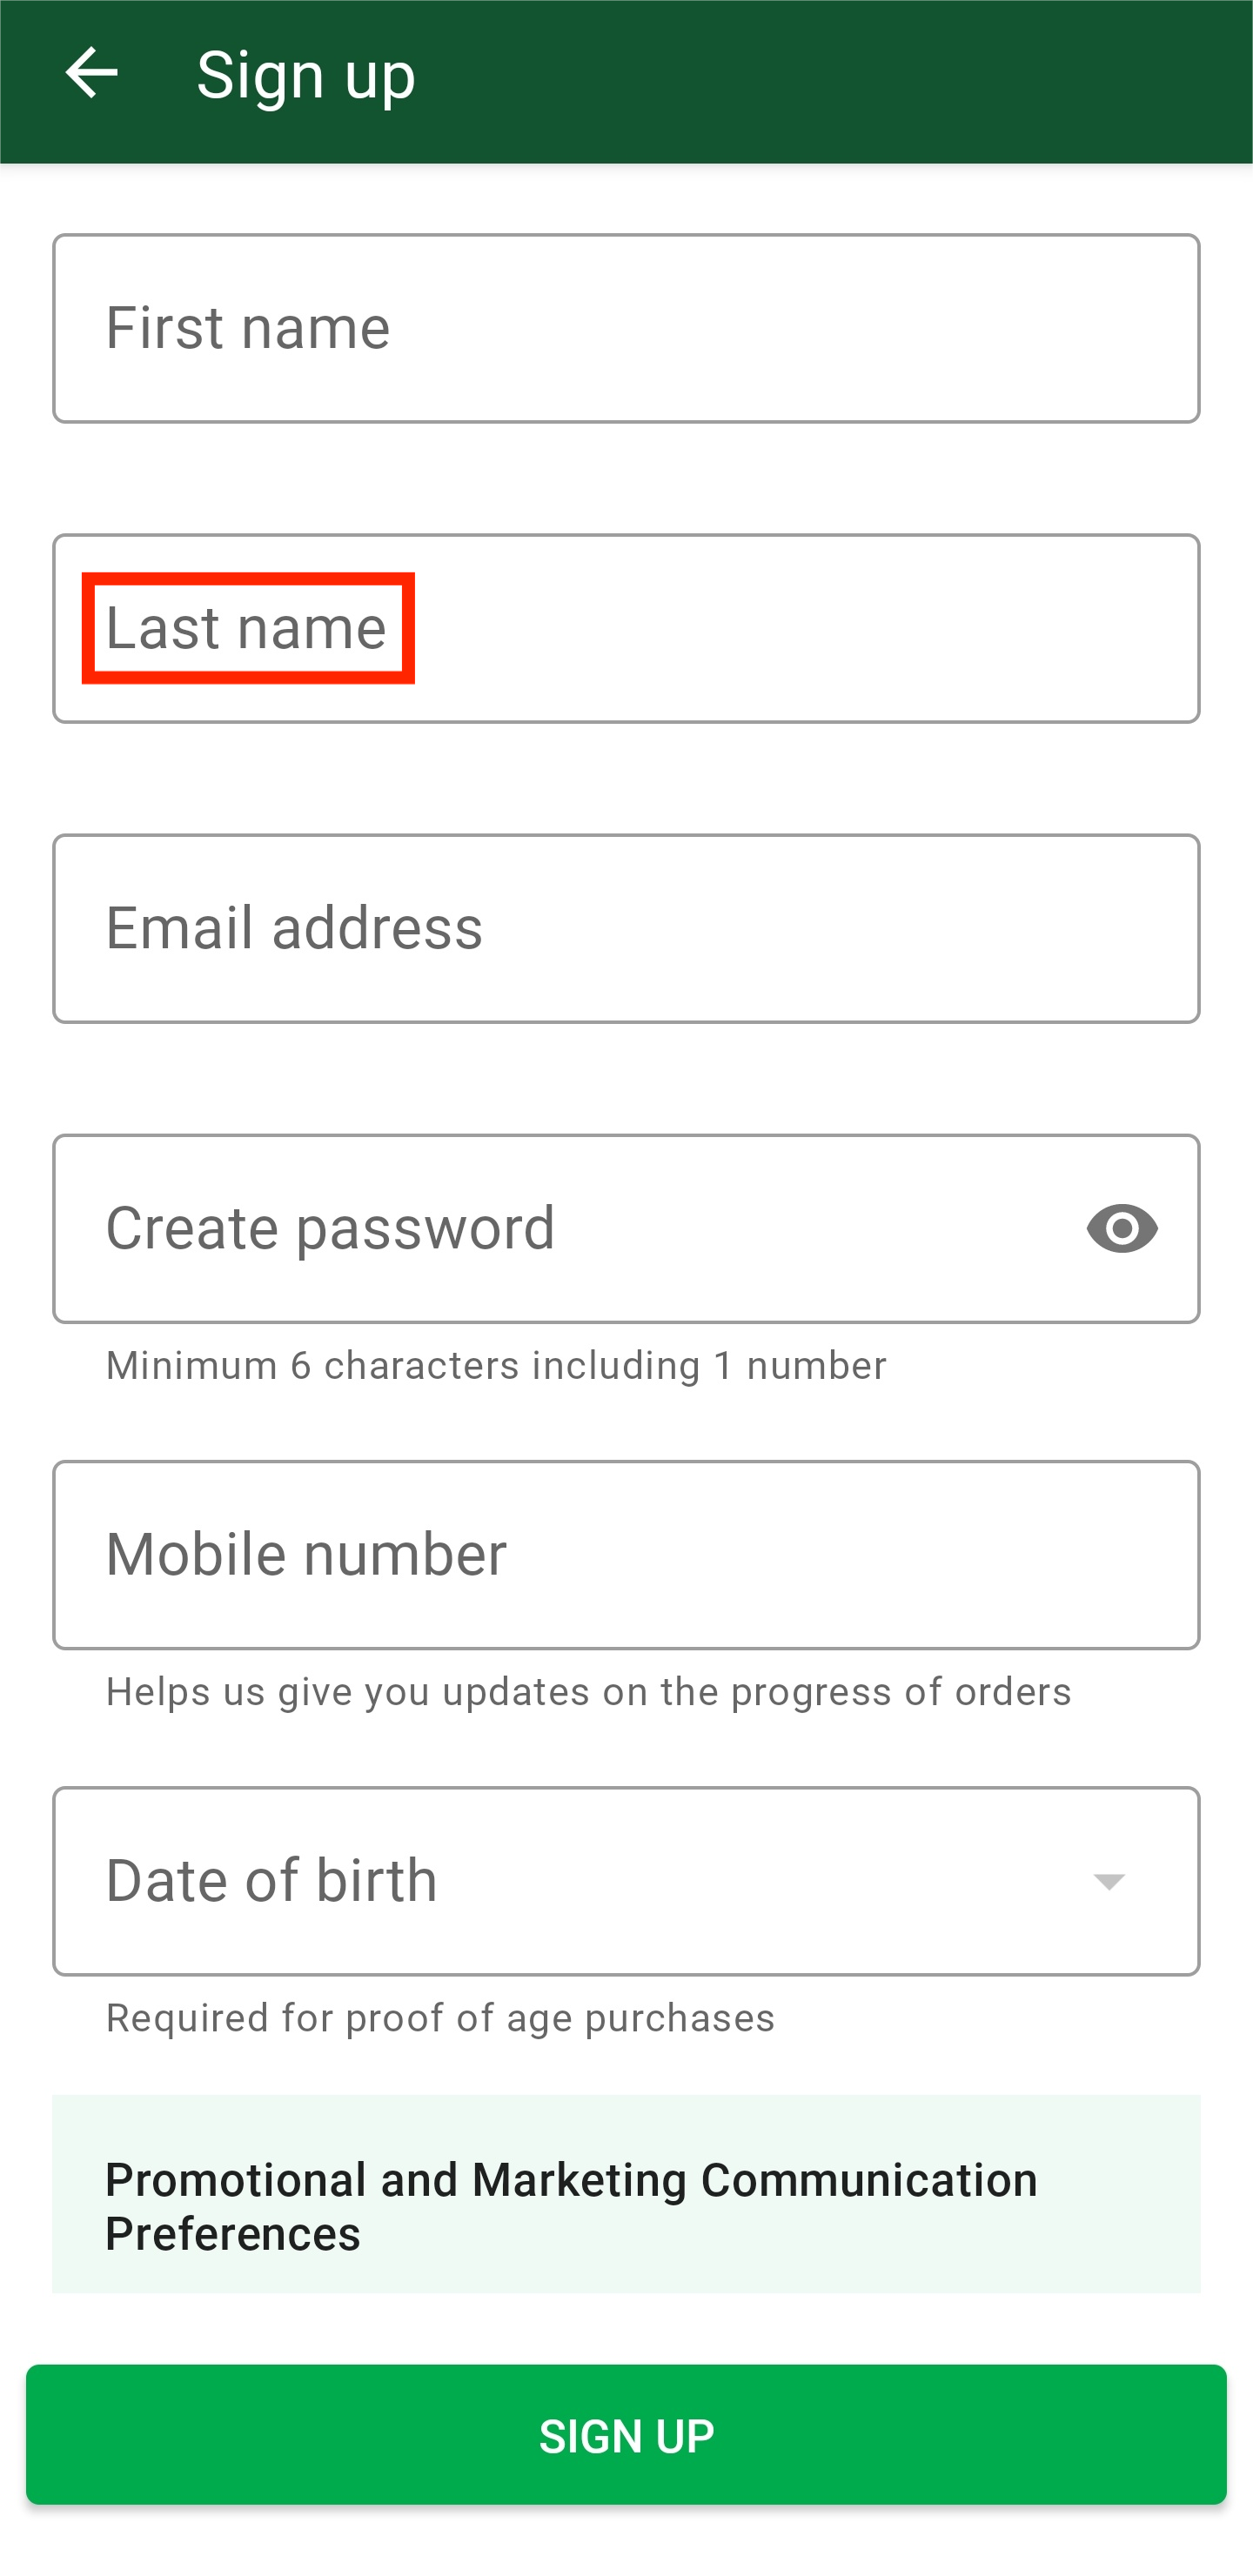 Sign up
First name
Last name
Email address
Create password
Minimum 6 characters including 1 number
Mobile number
Helps us give you updates on the progress of orders
Date of birth
Required for proof of age purchases
Promotional and Marketing Communication
Preferences
SIGN UP